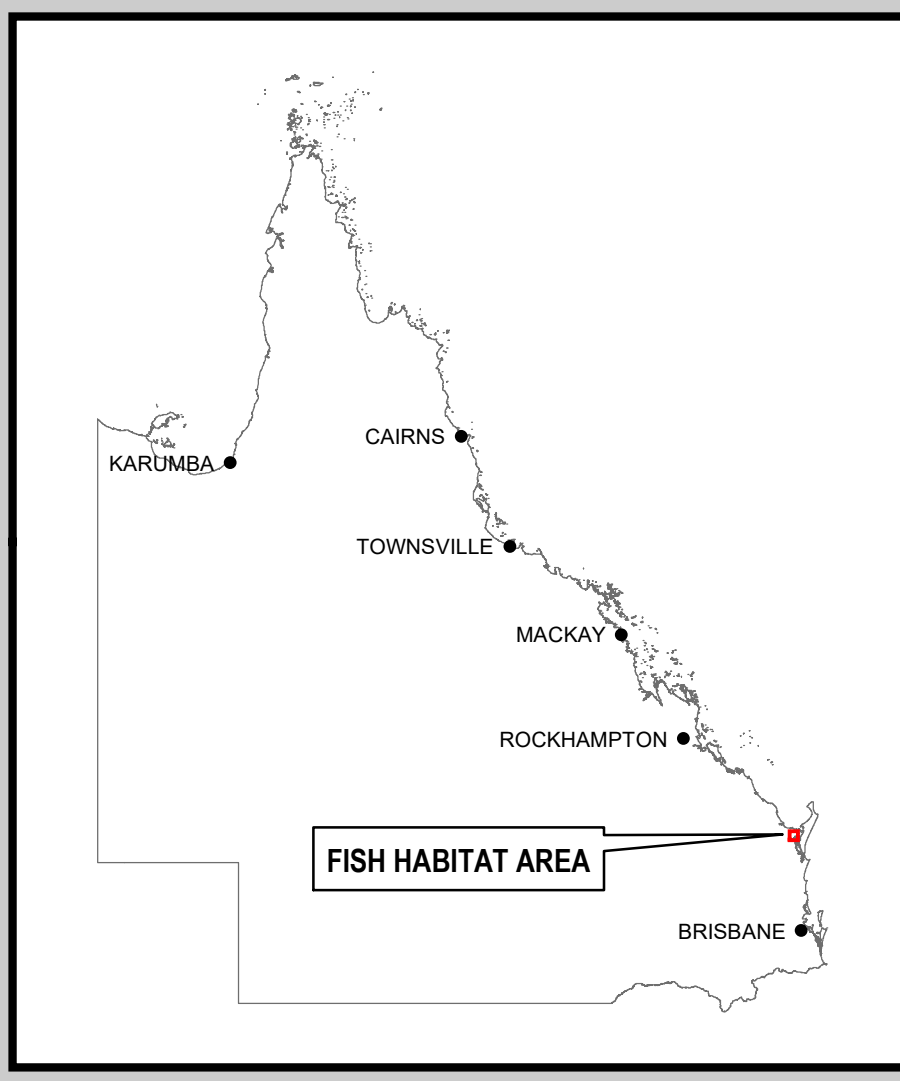 CAIRNS
KARUMBA
TOWNSVILLE
MACKAY
ROCKHAMPTON
FISH HABITAT AREA
BRISBANE